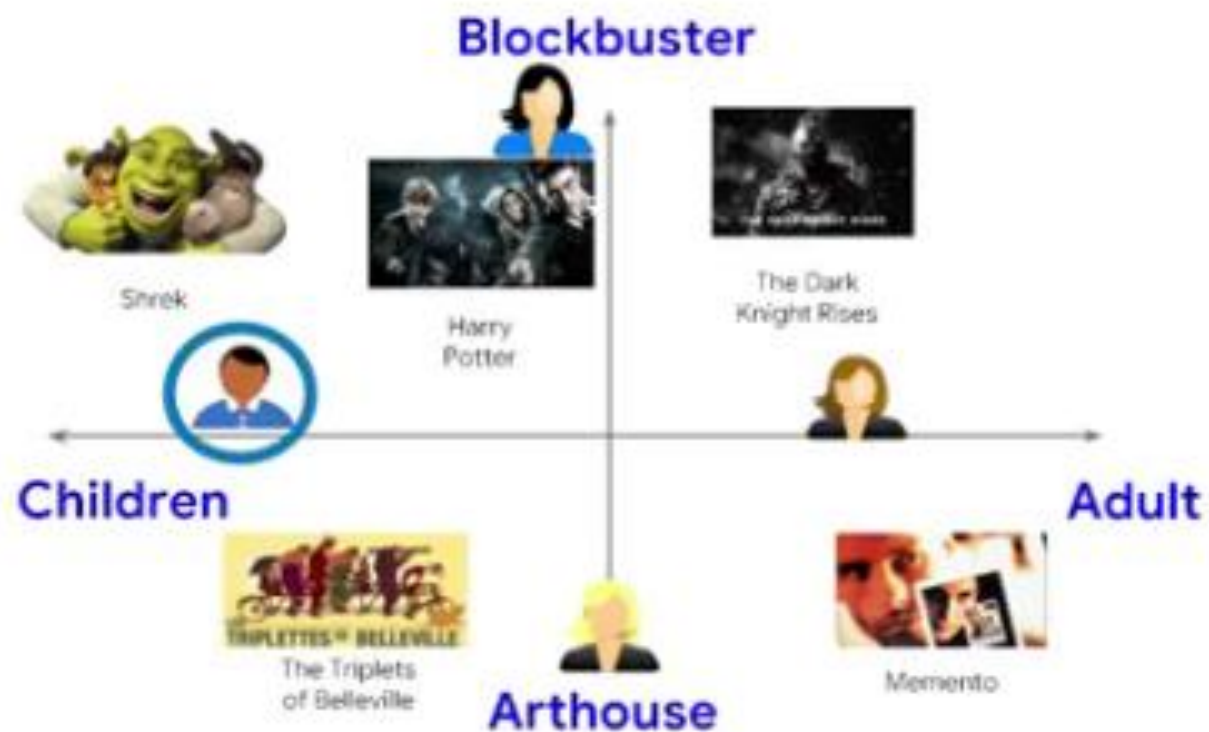 Blockbuster
Shrek
Harry
Potter
The Dark
Knight Rises
Children
Adult
TRIPLETTES DE BELLEVILLE
The Triplets
of Belleville
Memento
Arthouse